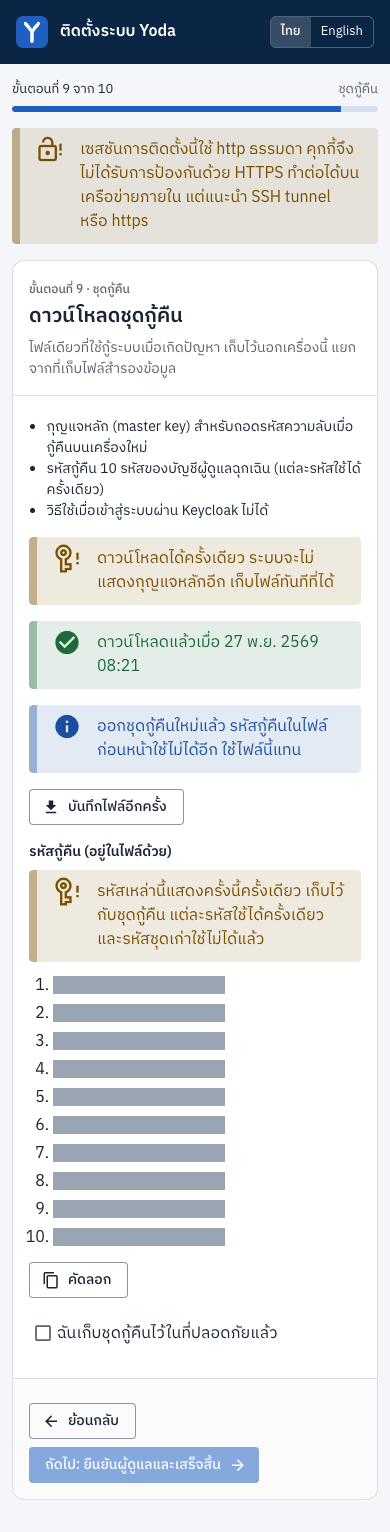 ติดตั้งระบบ Yoda
ไทย
English
ขั้นตอนที่ 9 จาก 10
ชุดกู้คืน
เซสชันการติดตั้งนี้ใช้ http ธรรมดา คุกกี้จึง
ไม่ได้รับการป้องกันด้วย HTTPS ทำต่อได้บน
เครือข่ายภายใน แต่แนะนำ SSH tunnel
หรือ https
ขั้นตอนที่ 9 · ชุดกู้คืน
ดาวน์โหลดชุดกู้คืน
ไฟล์เดียวที่ใช้กู้ระบบเมื่อเกิดปัญหา เก็บไว้นอกเครื่องนี้ แยก
จากที่เก็บไฟล์สำรองข้อมูล
• กุญแจหลัก (master key) สำหรับถอดรหัสความลับเมื่อ
กู้คืนบนเครื่องใหม่
• รหัสกู้คืน 10 รหัสของบัญชีผู้ดูแลฉุกเฉิน (แต่ละรหัสใช้ได้
ครั้งเดียว)
• วิธีใช้เมื่อเข้าสู่ระบบผ่าน Keycloak ไม่ได้
ดาวน์โหลดได้ครั้งเดียว ระบบจะไม่
แสดงกุญแจหลักอีก เก็บไฟล์ทันทีที่ได้
ดาวน์โหลดแล้วเมื่อ 27 พ.ย. 2569
08:21
ออกชุดกู้คืนใหม่แล้ว รหัสกู้คืนในไฟล์
ก่อนหน้าใช้ไม่ได้อีก ใช้ไฟล์นี้แทน
บันทึกไฟล์อีกครั้ง
รหัสกู้คืน (อยู่ในไฟล์ด้วย)
รหัสเหล่านี้แสดงครั้งนี้ครั้งเดียว เก็บไว้
กับชุดกู้คืน แต่ละรหัสใช้ได้ครั้งเดียว
และรหัสชุดเก่าใช้ไม่ได้แล้ว
1.
2.
3.
4.
5.
6.
7.
8.
9.
10.
คัดลอก
ฉันเก็บชุดกู้คืนไว้ในที่ปลอดภัยแล้ว
ย้อนกลับ
ถัดไป: ยืนยันผู้ดูแลและเสร็จสิ้น